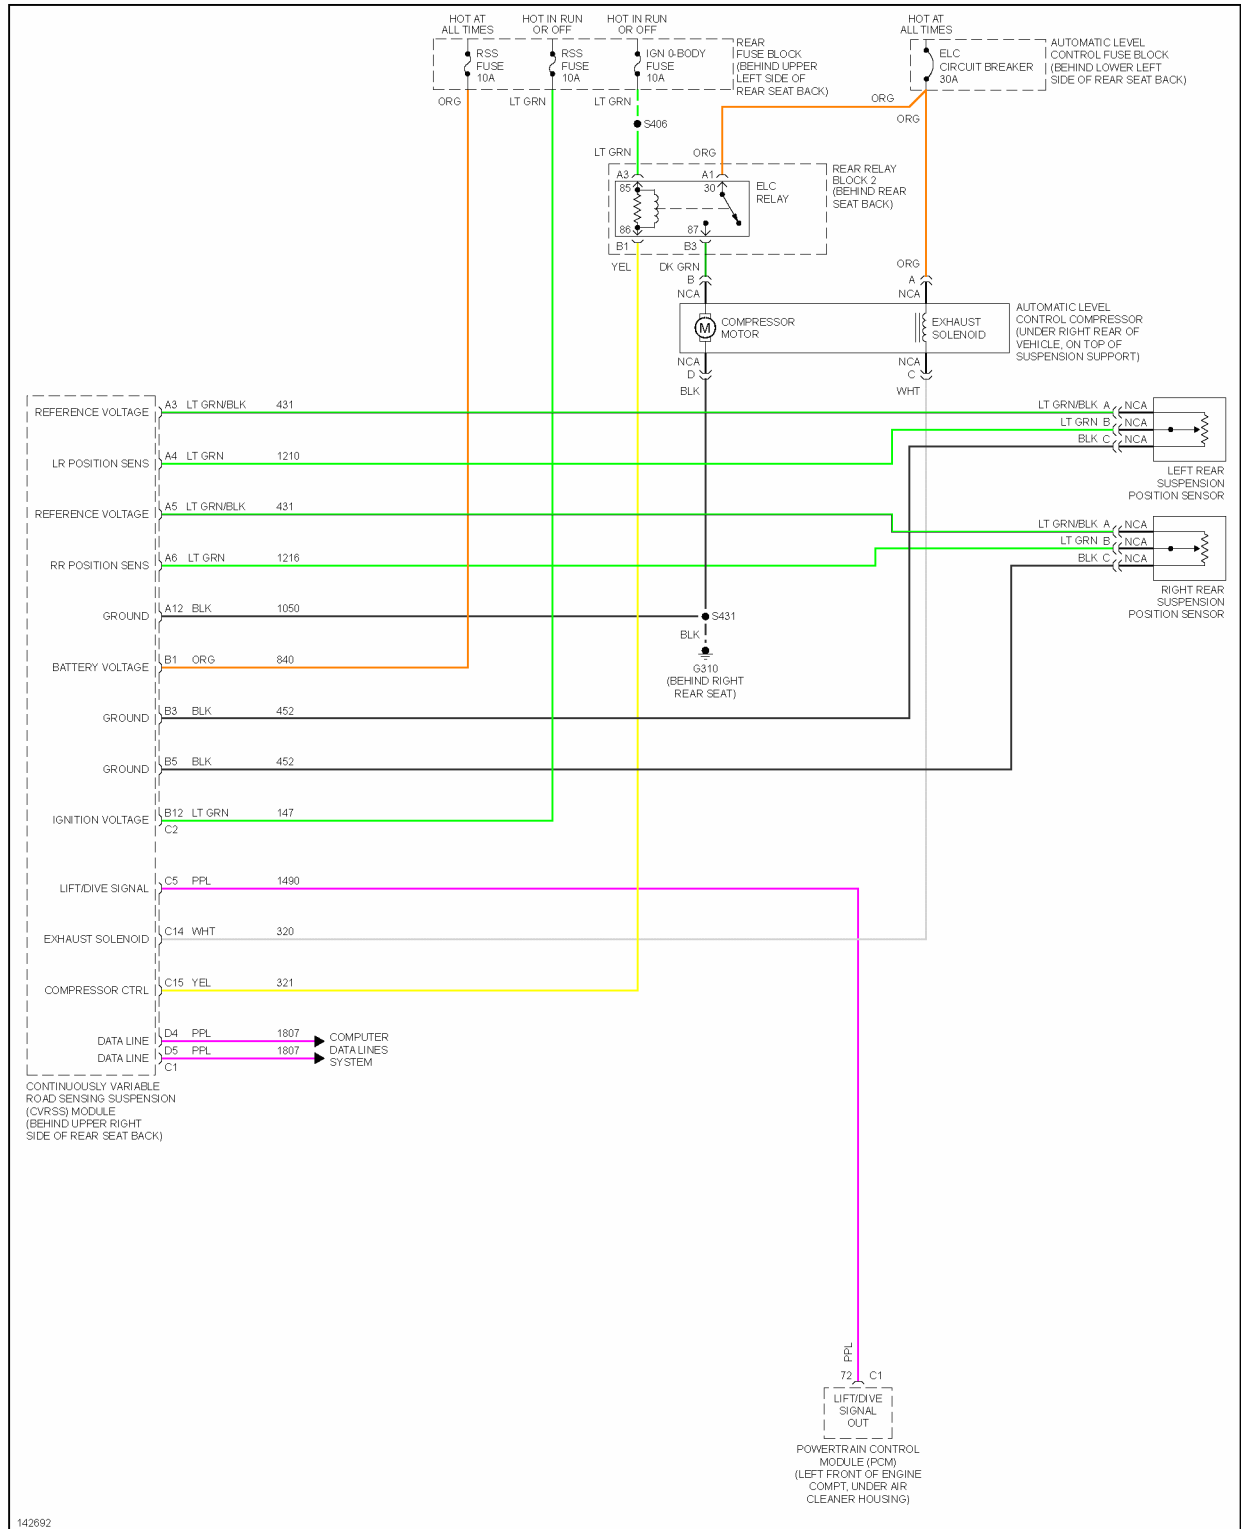 HOT AT
ALL TIMES
HOT IN RUN
OR OFF
HOT IN RUN
OR OFF
HOT AT
ALL TIMES
RSS
FUSE
10A
RSS
FUSE
10A
IGN 0-BODY
FUSE
10A
REAR
FUSE BLOCK
(BEHIND UPPER
LEFT SIDE OF
REAR SEAT BACK)
ELC
CIRCUIT BREAKER
30A
AUTOMATIC LEVEL
CONTROL FUSE BLOCK
(BEHIND LOWER LEFT
SIDE OF REAR SEAT BACK)
ORG
LT GRN
LT GRN
ORG
ORG
S406
LT GRN
ORG
A3
A1
85
30
ELC
RELAY
86
87
B1
B3
REAR RELAY
BLOCK 2
(BEHIND REAR
SEAT BACK)
YEL
DK GRN
ORG
B
A
NCA
NCA
M
COMPRESSOR
MOTOR
EXHAUST
SOLENOID
AUTOMATIC LEVEL
CONTROL COMPRESSOR
(UNDER RIGHT REAR OF
VEHICLE, ON TOP OF
SUSPENSION SUPPORT)
NCA
NCA
D
C
BLK
WHT
REFERENCE VOLTAGE A3 LT GRN/BLK 431
LR POSITION SENS A4 LT GRN 1210
REFERENCE VOLTAGE A5 LT GRN/BLK 431
RR POSITION SENS A6 LT GRN 1216
GROUND A12 BLK 1050
BATTERY VOLTAGE B1 ORG 840
GROUND B3 BLK 452
GROUND B5 BLK 452
IGNITION VOLTAGE B12 LT GRN 147
C2
LIFT/DIVE SIGNAL C5 PPL 1490
EXHAUST SOLENOID C14 WHT 320
COMPRESSOR CTRL C15 YEL 321
DATA LINE D4 PPL 1807
DATA LINE D5 PPL 1807
C1
COMPUTER
DATA LINES
SYSTEM
CONTINUOUSLY VARIABLE
ROAD SENSING SUSPENSION
(CVRSS) MODULE
(BEHIND UPPER RIGHT
SIDE OF REAR SEAT BACK)
LT GRN/BLK A NCA
LT GRN B NCA
BLK C NCA
LEFT REAR
SUSPENSION
POSITION SENSOR
LT GRN/BLK A NCA
LT GRN B NCA
BLK C NCA
RIGHT REAR
SUSPENSION
POSITION SENSOR
S431
BLK
G310
(BEHIND RIGHT
REAR SEAT)
PPL
72 C1
LIFT/DIVE
SIGNAL
OUT
POWERTRAIN CONTROL
MODULE (PCM)
(LEFT FRONT OF ENGINE
COMPT, UNDER AIR
CLEANER HOUSING)
142692